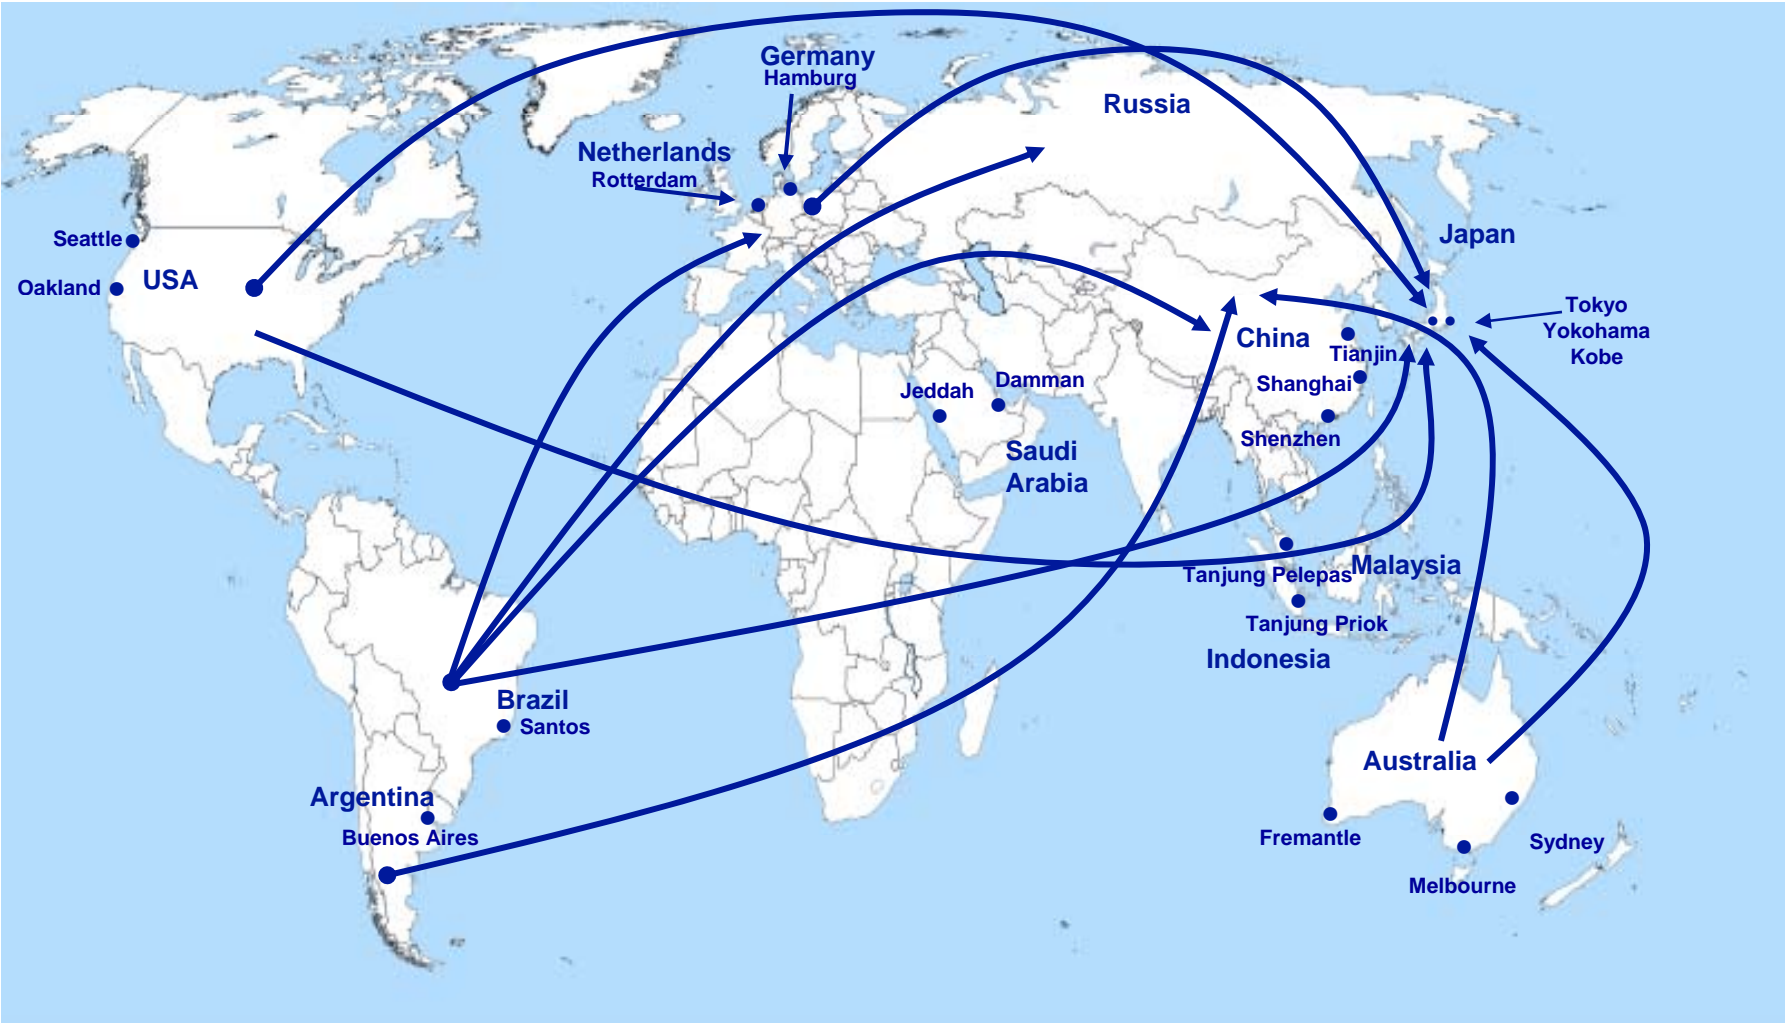 Germany
Hamburg
Russia
Netherlands
Rotterdam
Seattle
Japan
USA
Oakland
Tokyo
Yokohama
Kobe
China
Tianjin
Shanghai
Jeddah
Damman
Shenzhen
Saudi
Arabia
Malaysia
Tanjung Pelepas
Tanjung Priok
Indonesia
Brazil
Santos
Australia
Argentina
Buenos Aires
Fremantle
Sydney
Melbourne